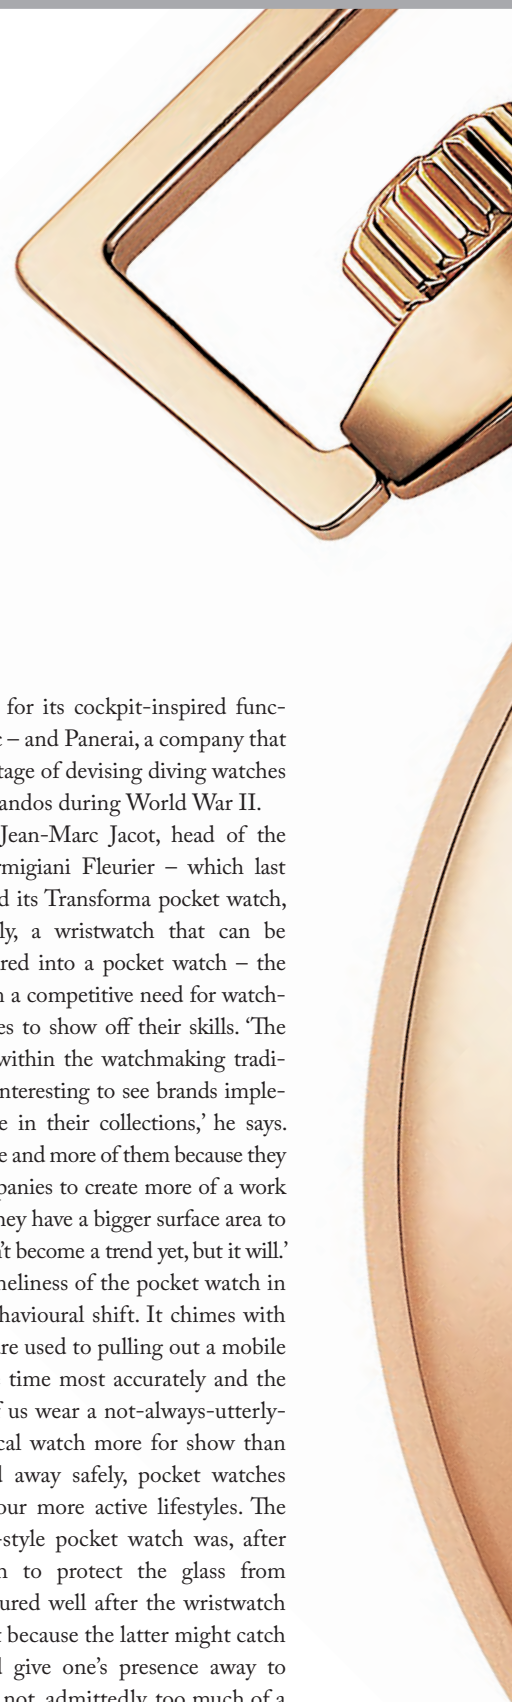 for its cockpit-inspired func-
– and Panerai, a company that
tage of devising diving watches
andos during World War II.
Jean-Marc Jacot, head of the
rmigiani Fleurier – which last
d its Transforma pocket watch,
ly, a wristwatch that can be
red into a pocket watch – the
a competitive need for watch-
es to show off their skills. ‘The
within the watchmaking tradi-
nteresting to see brands imple-
e in their collections,’ he says.
e and more of them because they
panies to create more of a work
hey have a bigger surface area to
’t become a trend yet, but it will.’
neliness of the pocket watch in
havioural shift. It chimes with
re used to pulling out a mobile
time most accurately and the
f us wear a not-always-utterly-
cal watch more for show than
d away safely, pocket watches
our more active lifestyles. The
-style pocket watch was, after
n to protect the glass from
ured well after the wristwatch
t because the latter might catch
d give one’s presence away to
not, admittedly, too much of a